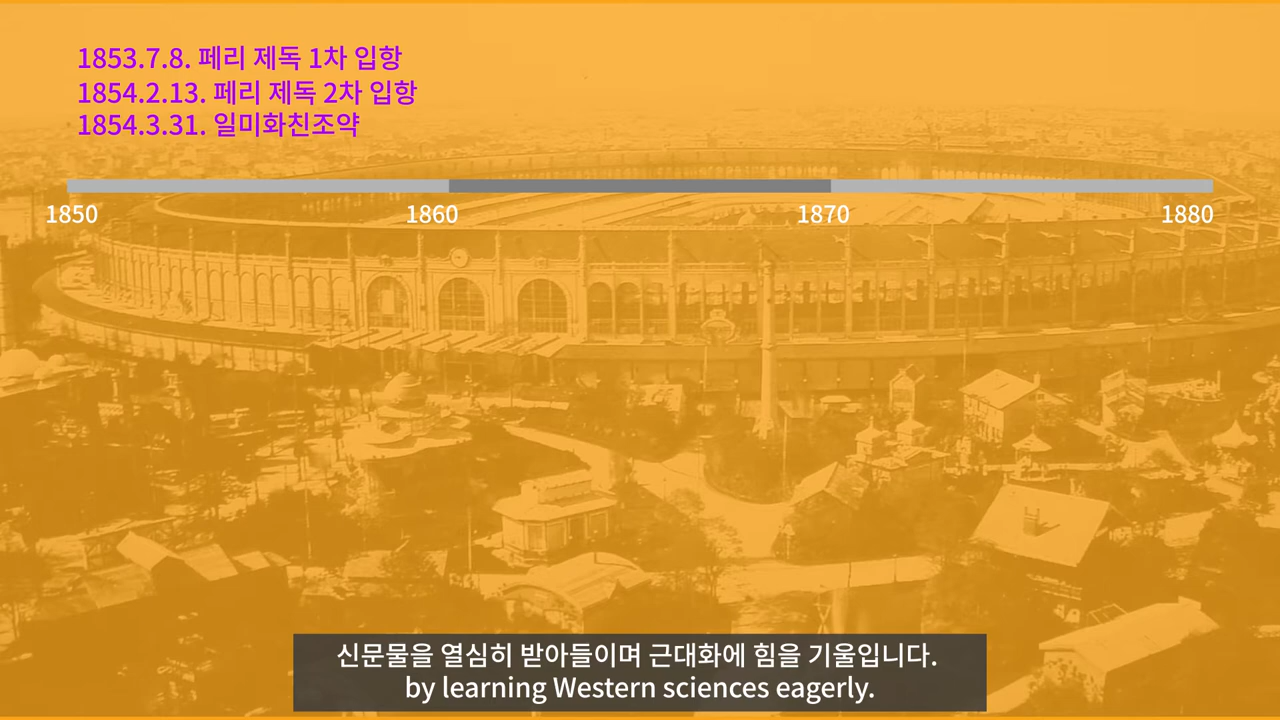 1853.7.8. 페리 제독 1차 입항
1854.2.13. 페리 제독 2차 입항
1854.3.31. 일미화친조약
1850 1860 1870 1880
신문물을 열심히 받아들이며 근대화에 힘을 기울입니다.
by learning Western sciences eagerly.